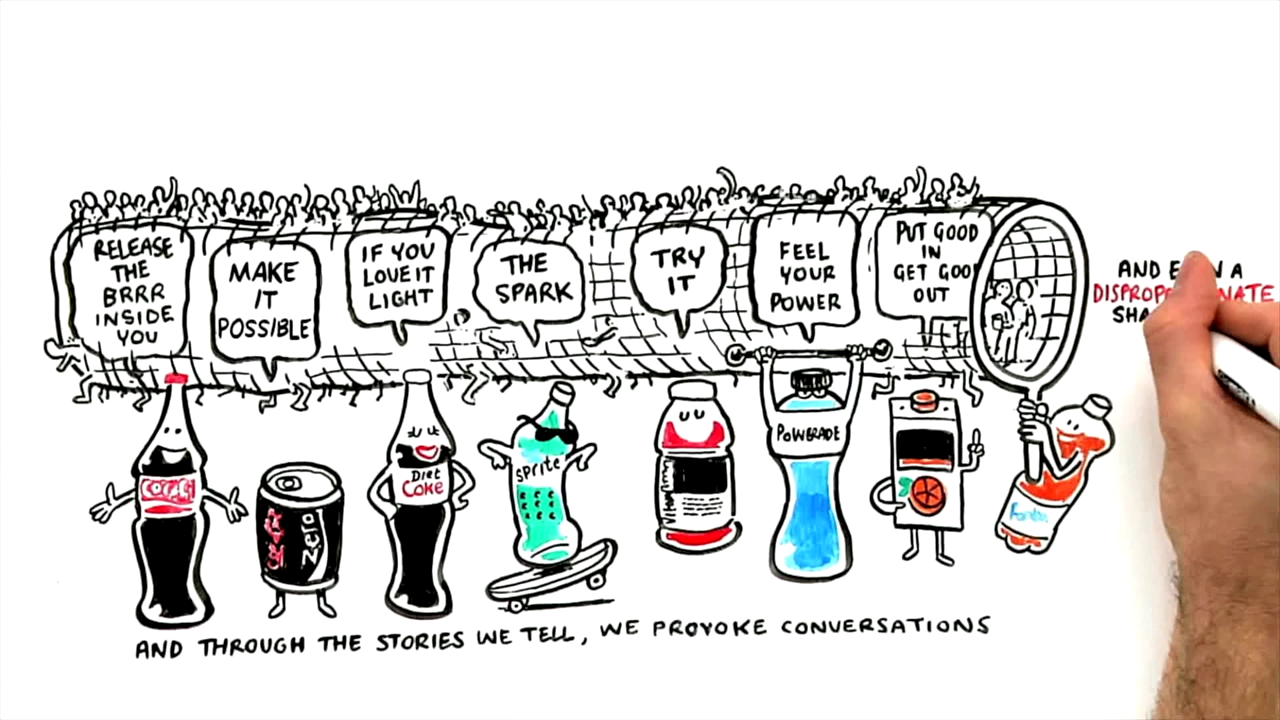 RELEASE
THE
BRRR
INSIDE
YOU
MAKE
IT
POSSIBLE
IF YOU
LOVE IT
LIGHT
THE
SPARK
TRY
IT
FEEL
YOUR
POWER
PUT GOOD
IN
GET GOOD
OUT
AND A
SHA
Zero
Diet
Coke
Sprite
POWERADE
Fanta
AND THROUGH THE STORIES WE TELL, WE PROVOKE CONVERSATIONS